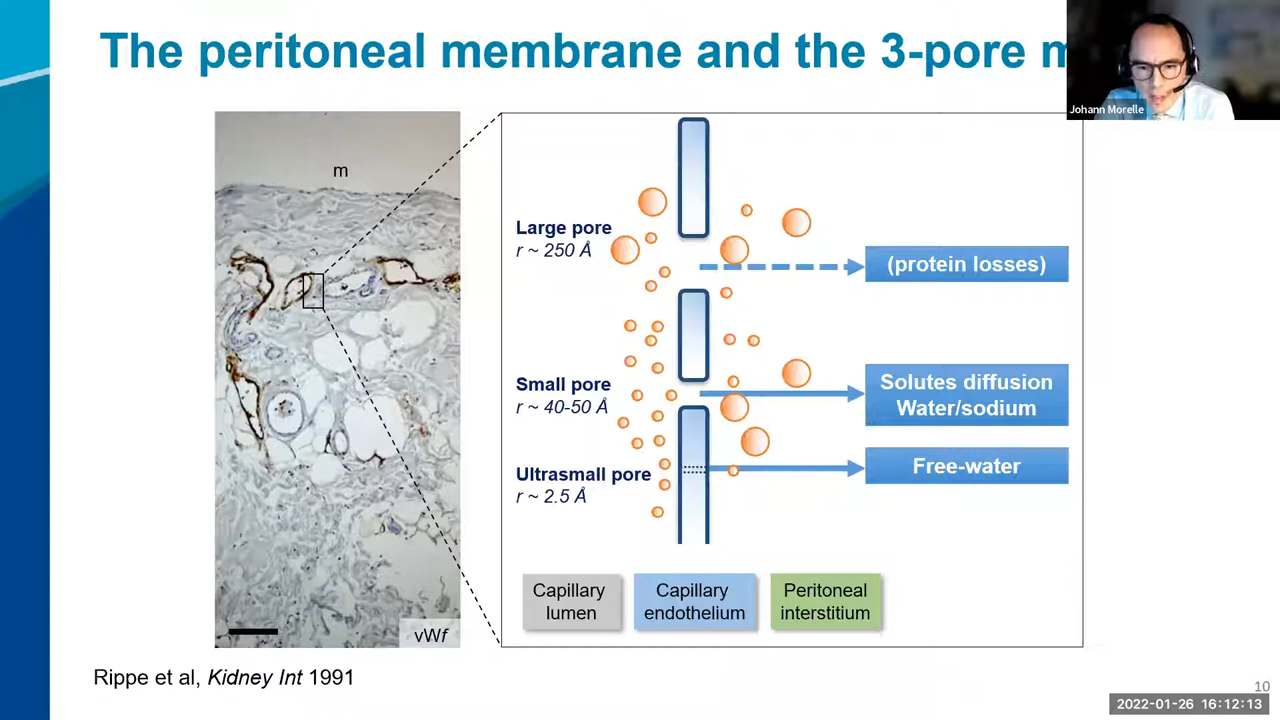 The peritoneal membrane and the 3-pore
Johann Morelle
m
Large pore
r ~ 250 Å
(protein losses)
Small pore
r ~ 40-50 Å
Solutes diffusion
Water/sodium
Ultrasmall pore
r ~ 2.5 Å
Free-water
Capillary
lumen
Capillary
endothelium
Peritoneal
interstitium
vWf
Rippe et al, Kidney Int 1991
10
2022-01-26 16:12:13